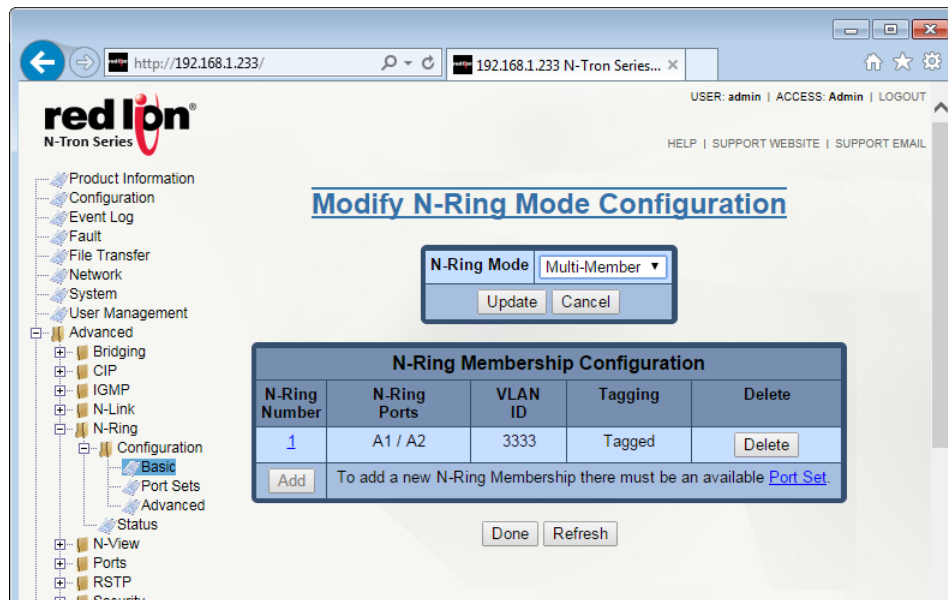 http://192.168.1.233/
192.168.1.233 N-Tron Series...
USER: admin | ACCESS: Admin | LOGOUT
red lion®
N-Tron Series
HELP | SUPPORT WEBSITE | SUPPORT EMAIL
Product Information
Configuration
Event Log
Fault
File Transfer
Network
System
User Management
Advanced
Bridging
CIP
IGMP
N-Link
N-Ring
Configuration
Basic
Port Sets
Advanced
Status
N-View
Ports
RSTP
Security
Modify N-Ring Mode Configuration
N-Ring Mode Multi-Member
Update Cancel
N-Ring Membership Configuration
N-Ring Number N-Ring Ports VLAN ID Tagging Delete
1 A1 / A2 3333 Tagged Delete
Add To add a new N-Ring Membership there must be an available Port Set.
Done Refresh